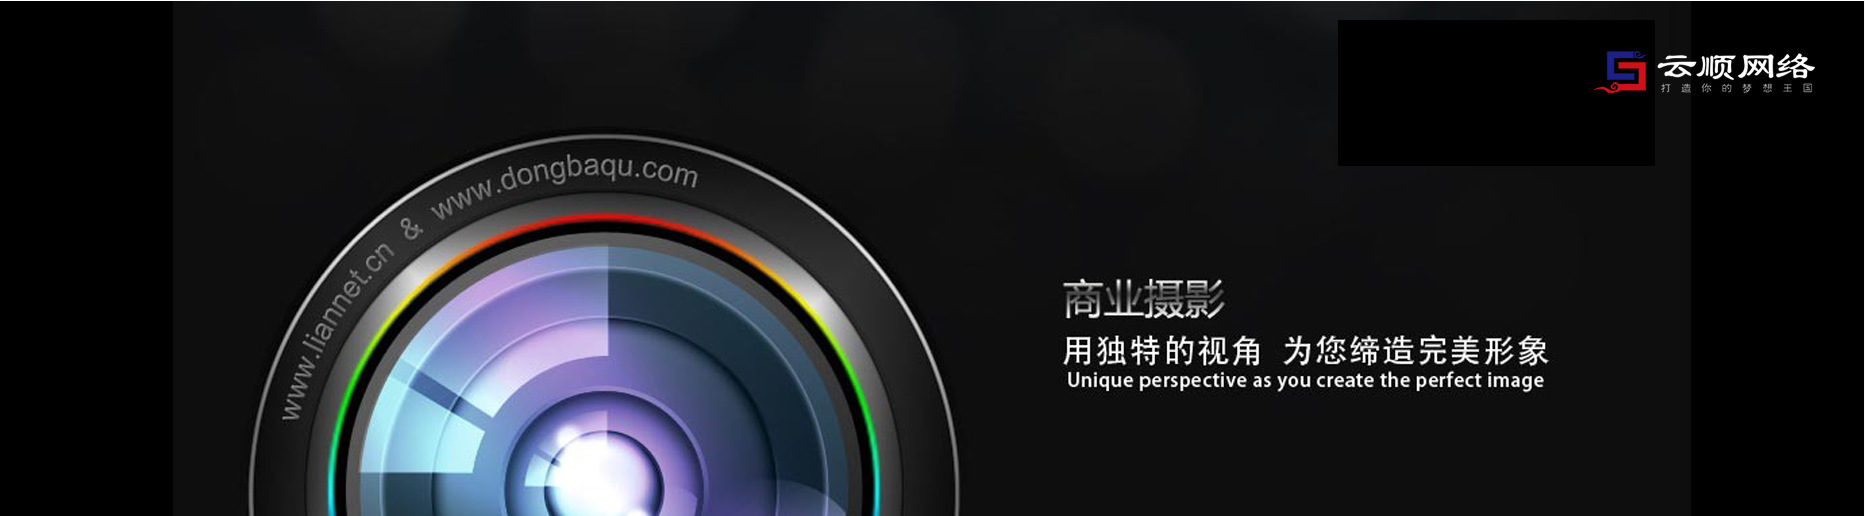 云顺网络
打造你的梦想王国
www.liannet.cn & www.dongbaqu.com
商业摄影
用独特的视角 为您缔造完美形象
Unique perspective as you create the perfect image